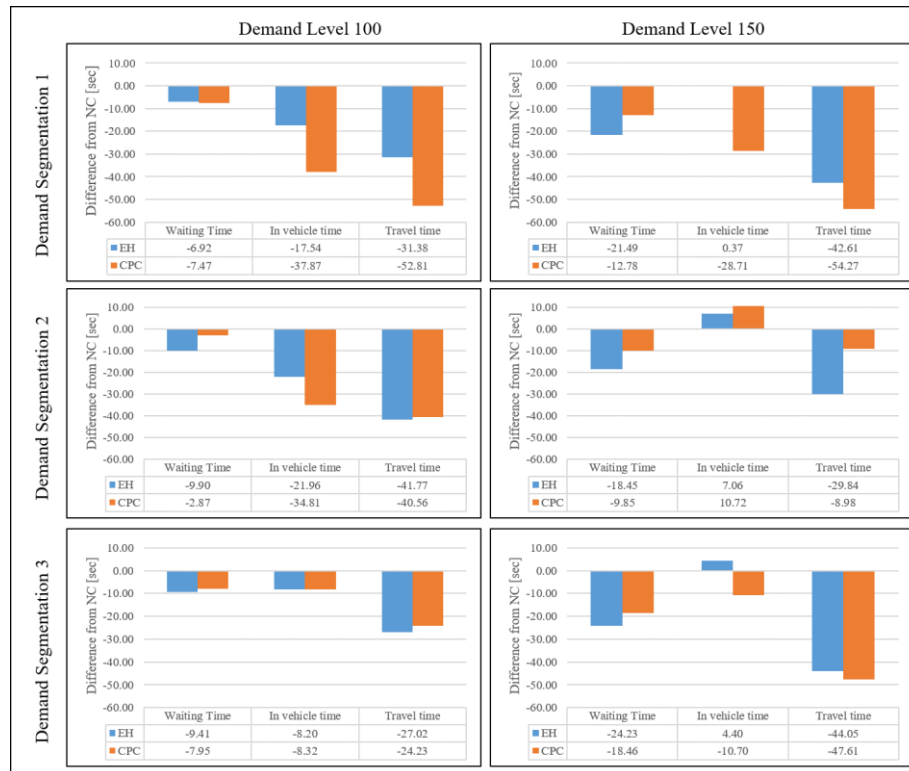 Demand Level 100
Demand Level 150
Demand Segmentation 1
Difference from NC [sec]
10.00
0.00
-10.00
-20.00
-30.00
-40.00
-50.00
-60.00
Waiting Time In vehicle time Travel time
EH -6.92 -17.54 -31.38
CPC -7.47 -37.87 -52.81
Difference from NC [sec]
10.00
0.00
-10.00
-20.00
-30.00
-40.00
-50.00
-60.00
Waiting Time In vehicle time Travel time
EH -21.49 0.37 -42.61
CPC -12.78 -28.71 -54.27
Demand Segmentation 2
Difference from NC [sec]
10.00
0.00
-10.00
-20.00
-30.00
-40.00
-50.00
-60.00
Waiting Time In vehicle time Travel time
EH -9.90 -21.96 -41.77
CPC -2.87 -34.81 -40.56
Difference from NC [sec]
10.00
0.00
-10.00
-20.00
-30.00
-40.00
-50.00
-60.00
Waiting Time In vehicle time Travel time
EH -18.45 7.06 -29.84
CPC -9.85 10.72 -8.98
Demand Segmentation 3
Difference from NC [sec]
10.00
0.00
-10.00
-20.00
-30.00
-40.00
-50.00
-60.00
Waiting Time In vehicle time Travel time
EH -9.41 -8.20 -27.02
CPC -7.95 -8.32 -24.23
Difference from NC [sec]
10.00
0.00
-10.00
-20.00
-30.00
-40.00
-50.00
-60.00
Waiting Time In vehicle time Travel time
EH -24.23 4.40 -44.05
CPC -18.46 -10.70 -47.61